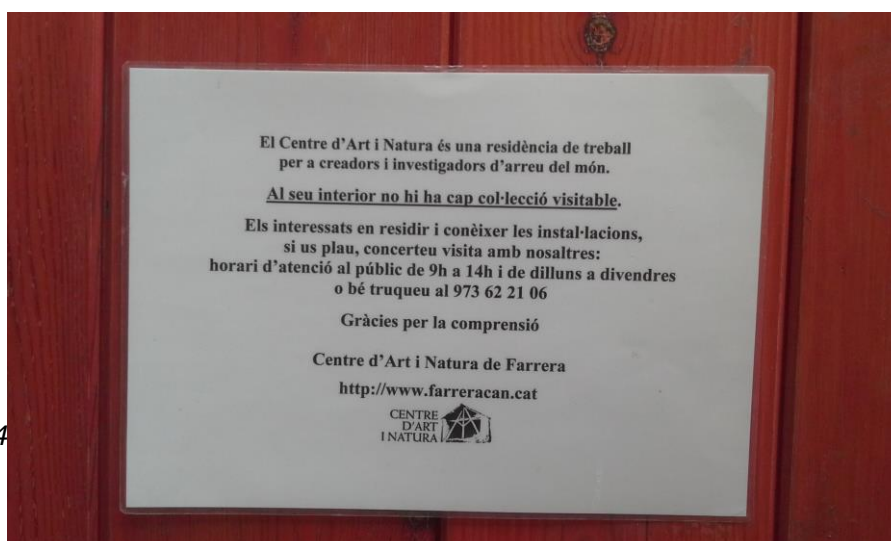 El Centre d'Art i Natura és una residència de treball
per a creadors i investigadors d'arreu del món.
Al seu interior no hi ha cap col·lecció visitable.
Els interessats en residir i conèixer les instal·lacions,
si us plau, concerteu visita amb nosaltres:
horari d'atenció al públic de 9h a 14h i de dilluns a divendres
o bé truqueu al 973 62 21 06
Gràcies per la comprensió
Centre d'Art i Natura de Farrera
http://www.farreracan.cat
CENTRE
D'ART
I NATURA
4